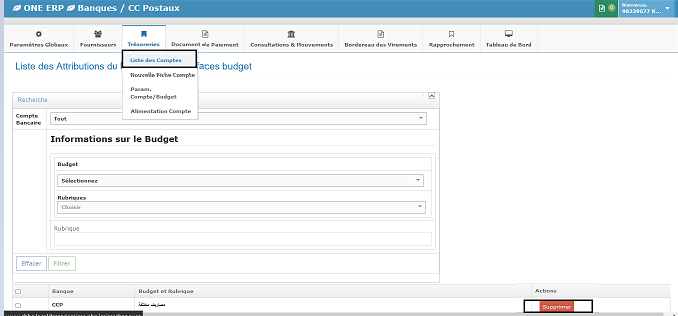 ONE ERP Banques / CC Postaux
0
Bienvenue,
98239677 K...
Paramètres Globaux
Fournisseurs
Trésoreries
Document de Paiement
Consultations & Mouvements
Bordereau des Virements
Rapprochement
Tableau de Bord
Liste des Comptes
Nouvelle Fiche Compte
Param. Compte/Budget
Alimentation Compte
Liste des Attributions du faces budget
Recherche
Compte Bancaire
Tout
Informations sur le Budget
Budget
Sélectionnez
Rubriques
Choisir
Rubrique
Effacer
Filtrer
Banque
Budget et Rubrique
Actions
CCP
مصاريف مختلفة
Supprimer